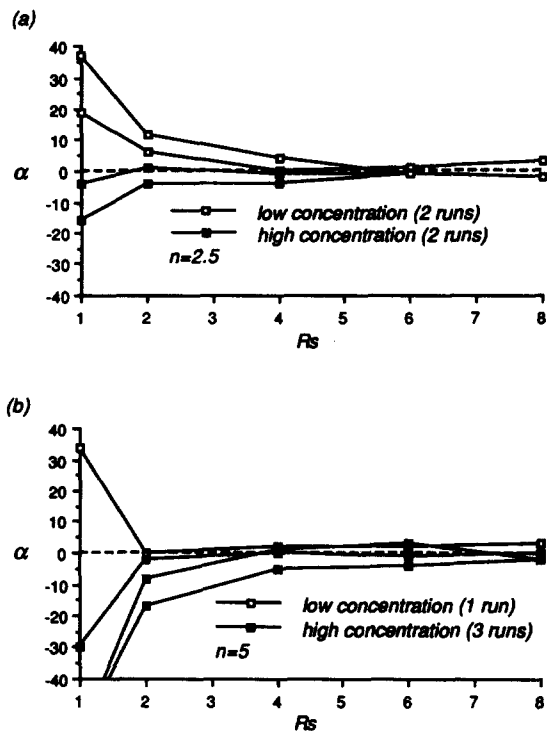 (a)
40
30
20
10
α 0
-10
-20
-30
-40
low concentration (2 runs)
high concentration (2 runs)
n=2.5
1 2 3 4 5 6 7 8
Rs
(b)
40
30
20
10
α 0
-10
-20
-30
-40
low concentration (1 run)
high concentration (3 runs)
n=5
1 2 3 4 5 6 7 8
Rs